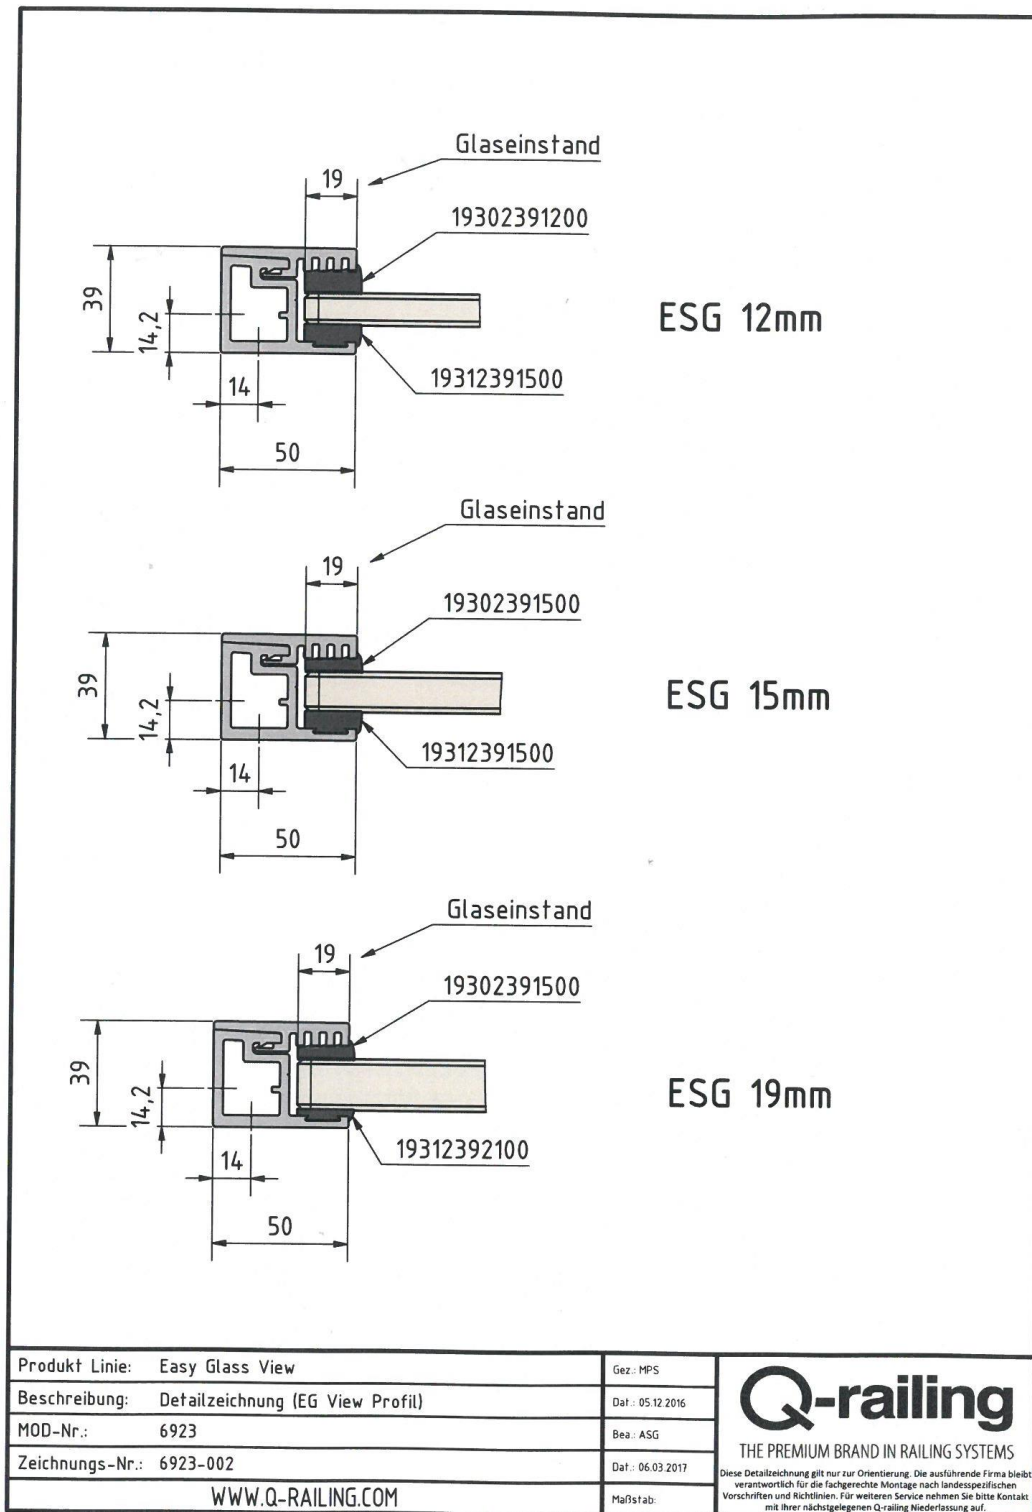 Glaseinstand
19
19302391200
39
14,2
ESG 12mm
14
19312391500
50
Glaseinstand
19
19302391500
39
14,2
ESG 15mm
14
19312391500
50
Glaseinstand
19
19302391500
39
14,2
ESG 19mm
14
19312392100
50
Produkt Linie: Easy Glass View
Beschreibung: Detailzeichnung (EG View Profil)
MOD-Nr.: 6923
Zeichnungs-Nr.: 6923-002
WWW.Q-RAILING.COM
Gez.: MPS
Dat.: 05.12.2016
Bea.: ASG
Dat.: 06.03.2017
Maßstab:
Q-railing
THE PREMIUM BRAND IN RAILING SYSTEMS
Diese Detailzeichnung gilt nur zur Orientierung. Die ausführende Firma bleibt
verantwortlich für die fachgerechte Montage nach landesspezifischen
Vorschriften und Richtlinien. Für weiteren Service nehmen Sie bitte Kontakt
mit Ihrer nächstgelegenen Q-railing Niederlassung auf.